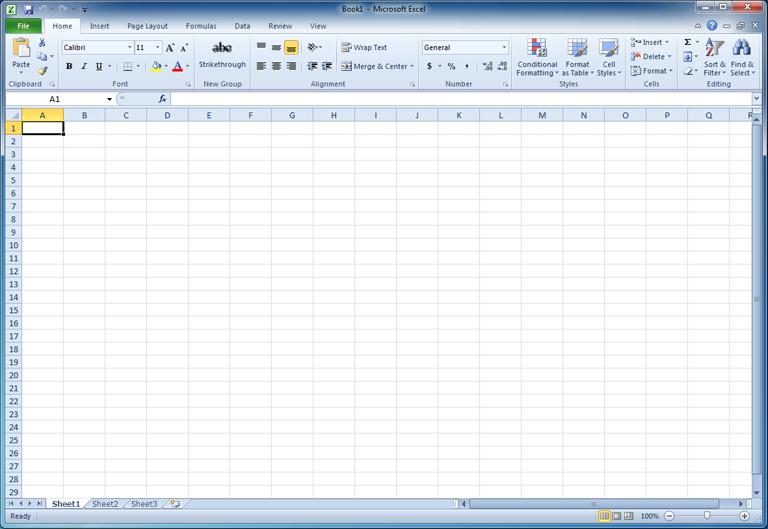 Book1 - Microsoft Excel
File Home Insert Page Layout Formulas Data Review View
Paste
Clipboard
Calibri 11 A A
B I U A
Font
abc
Strikethrough
New Group
Wrap Text
Merge & Center
Alignment
General
$ % ,
Number
Conditional Formatting
Format as Table
Cell Styles
Styles
Insert
Delete
Format
Cells
Σ
Sort & Filter
Find & Select
Editing
A1 fx
A B C D E F G H I J K L M N O P Q R
1
2
3
4
5
6
7
8
9
10
11
12
13
14
15
16
17
18
19
20
21
22
23
24
25
26
27
28
29
Sheet1 Sheet2 Sheet3
Ready 100%